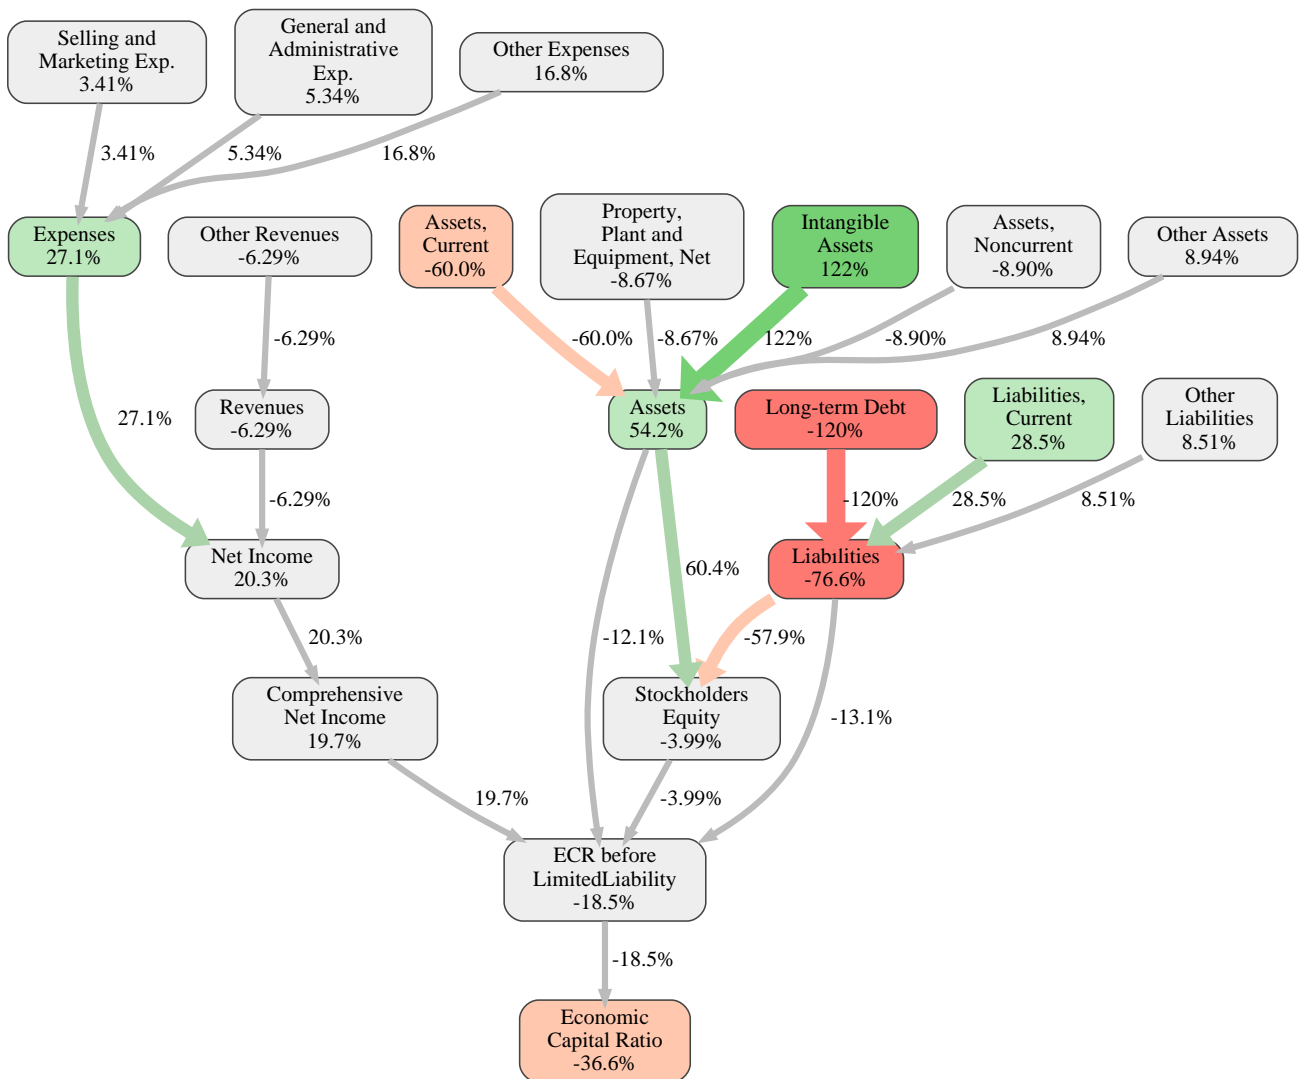 Selling and
Marketing Exp.
3.41%
General and
Administrative
Exp.
5.34%
Other Expenses
16.8%
3.41%
5.34%
16.8%
Expenses
27.1%
Other Revenues
-6.29%
Assets,
Current
-60.0%
Property,
Plant and
Equipment, Net
-8.67%
Intangible
Assets
122%
Assets,
Noncurrent
-8.90%
Other Assets
8.94%
-6.29%
-60.0%
-8.67%
122%
-8.90%
8.94%
27.1%
Revenues
-6.29%
Assets
54.2%
Long-term Debt
-120%
Liabilities,
Current
28.5%
Other
Liabilities
8.51%
-6.29%
-120%
28.5%
8.51%
Net Income
20.3%
60.4%
Liabilities
-76.6%
20.3%
-12.1%
-57.9%
Comprehensive
Net Income
19.7%
Stockholders
Equity
-3.99%
-13.1%
19.7%
-3.99%
ECR before
LimitedLiability
-18.5%
-18.5%
Economic
Capital Ratio
-36.6%